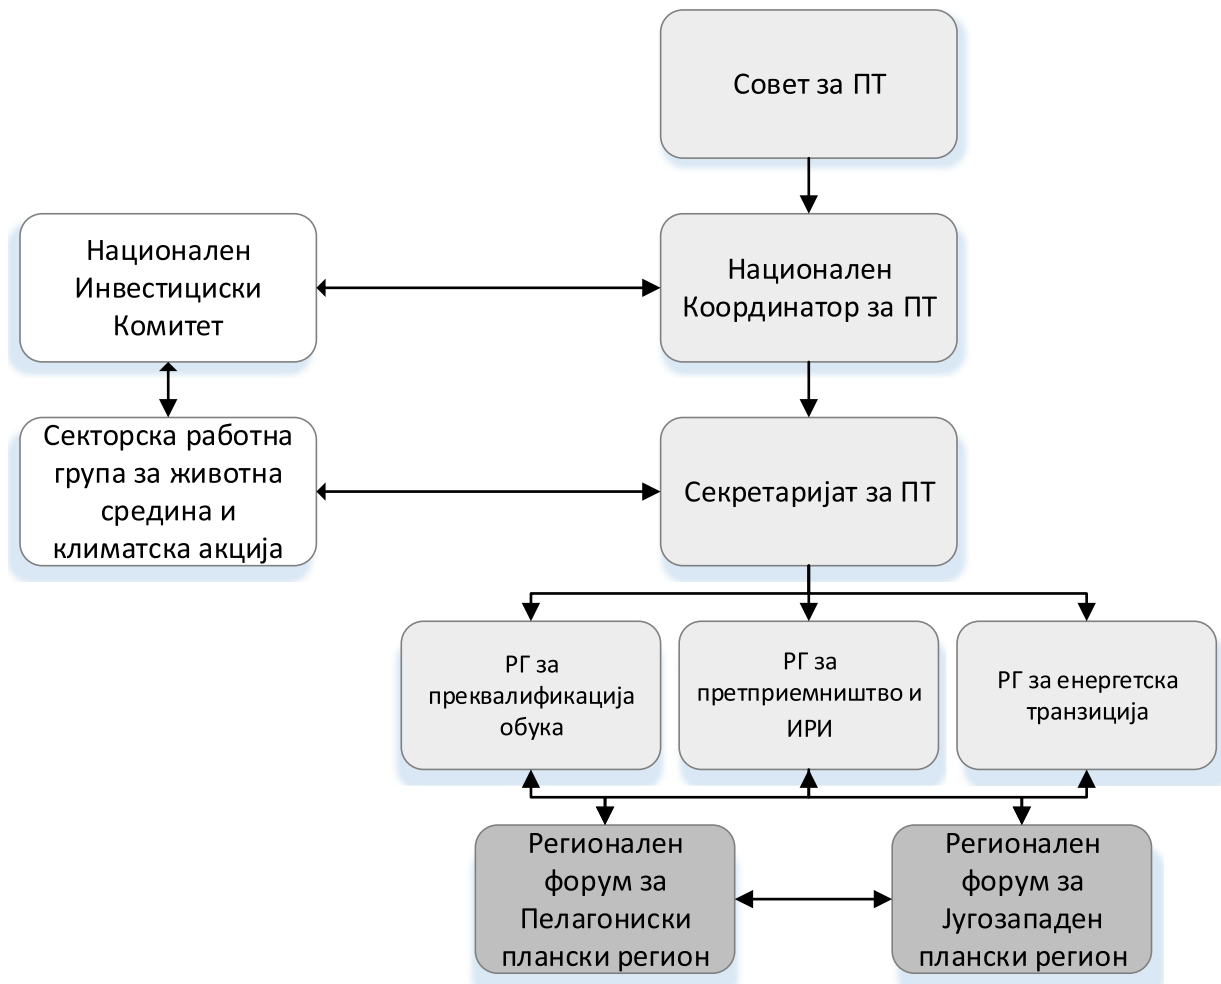 Совет за ПТ
Национален
Инвестициски
Комитет
Национален
Координатор за ПТ
Секторска работна
група за животна
средина и
климатска акција
Секретаријат за ПТ
РГ за
преквалификација
обука
РГ за
претприемништво и
ИРИ
РГ за енергетска
транзиција
Регионален
форум за
Пелагониски
плански регион
Регионален
форум за
Југозападен
плански регион